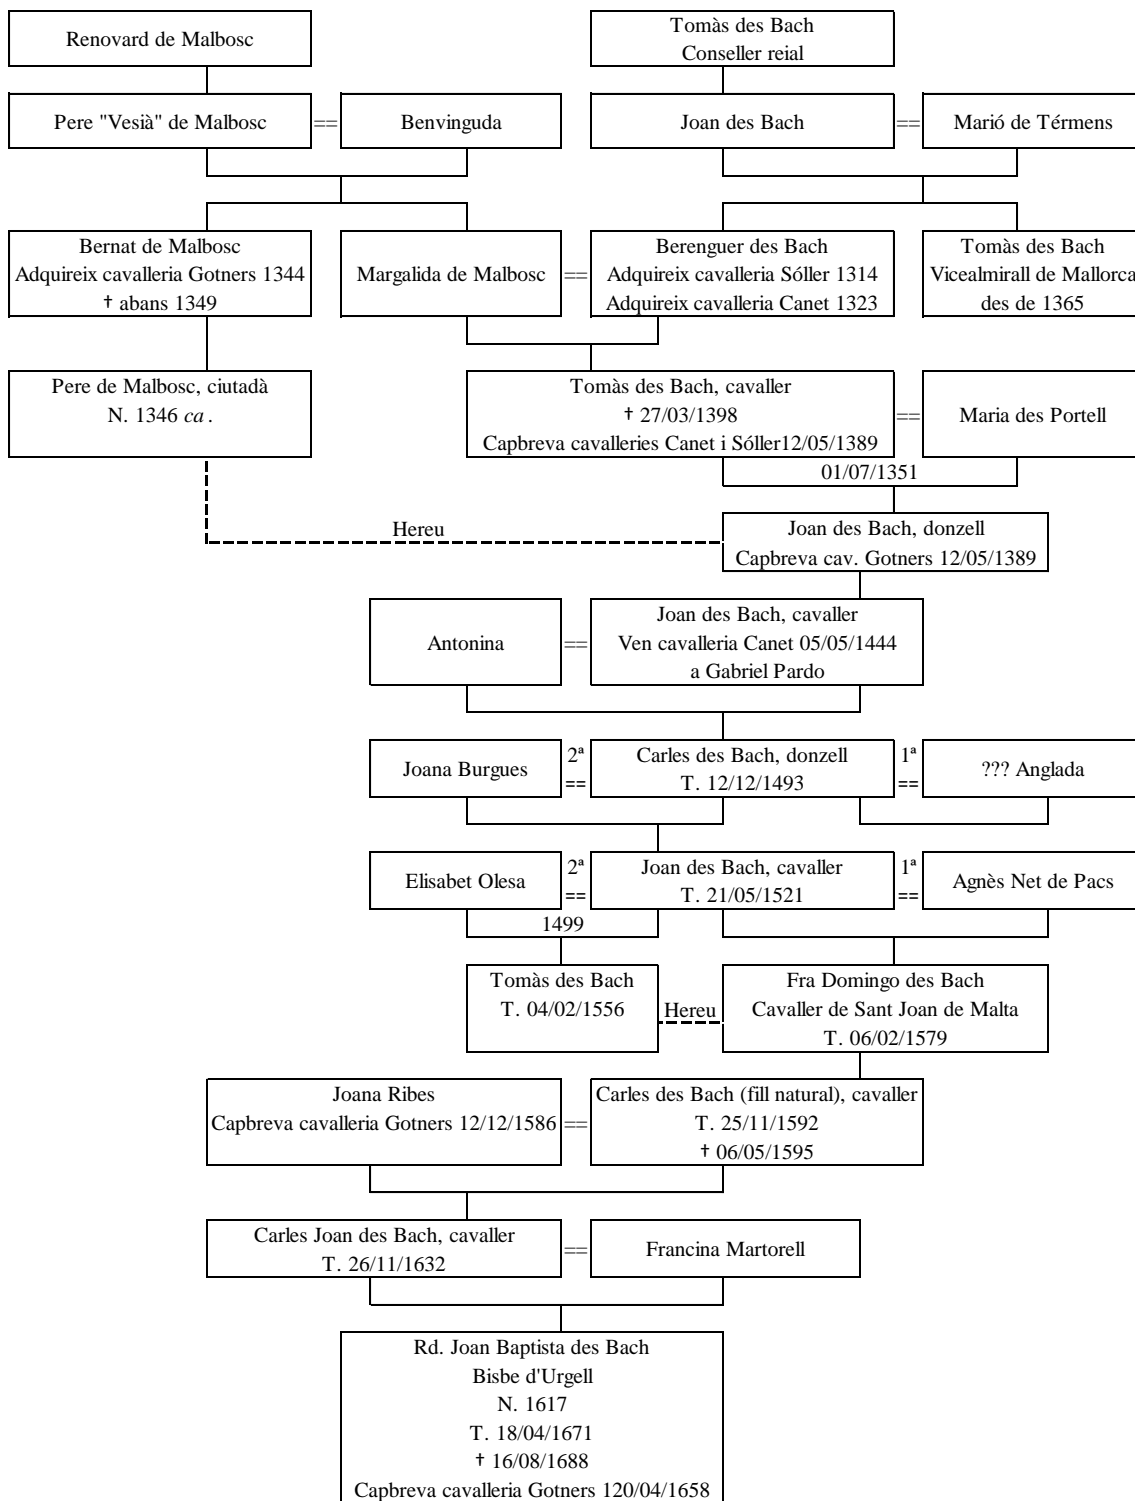 Renovard de Malbosc
Tomàs des Bach
Conseller reial
Pere "Vesià" de Malbosc
==
Benvinguda
Joan des Bach
==
Marió de Térmens
Bernat de Malbosc
Adquireix cavalleria Gotners 1344
† abans 1349
Margalida de Malbosc
==
Berenguer des Bach
Adquireix cavalleria Sóller 1314
Adquireix cavalleria Canet 1323
Tomàs des Bach
Vicealmirall de Mallorca
des de 1365
Pere de Malbosc, ciutadà
N. 1346 ca.
Tomàs des Bach, cavaller
† 27/03/1398
Capbreva cavalleries Canet i Sóller12/05/1389
==
Maria des Portell
01/07/1351
Hereu
Joan des Bach, donzell
Capbreva cav. Gotners 12/05/1389
Antonina
==
Joan des Bach, cavaller
Ven cavalleria Canet 05/05/1444
a Gabriel Pardo
Joana Burgues
2ª
==
Carles des Bach, donzell
T. 12/12/1493
1ª
==
??? Anglada
Elisabet Olesa
2ª
==
Joan des Bach, cavaller
T. 21/05/1521
1ª
==
Agnès Net de Pacs
1499
Tomàs des Bach
T. 04/02/1556
Hereu
Fra Domingo des Bach
Cavaller de Sant Joan de Malta
T. 06/02/1579
Joana Ribes
Capbreva cavalleria Gotners 12/12/1586
==
Carles des Bach (fill natural), cavaller
T. 25/11/1592
† 06/05/1595
Carles Joan des Bach, cavaller
T. 26/11/1632
==
Francina Martorell
Rd. Joan Baptista des Bach
Bisbe d'Urgell
N. 1617
T. 18/04/1671
† 16/08/1688
Capbreva cavalleria Gotners 120/04/1658